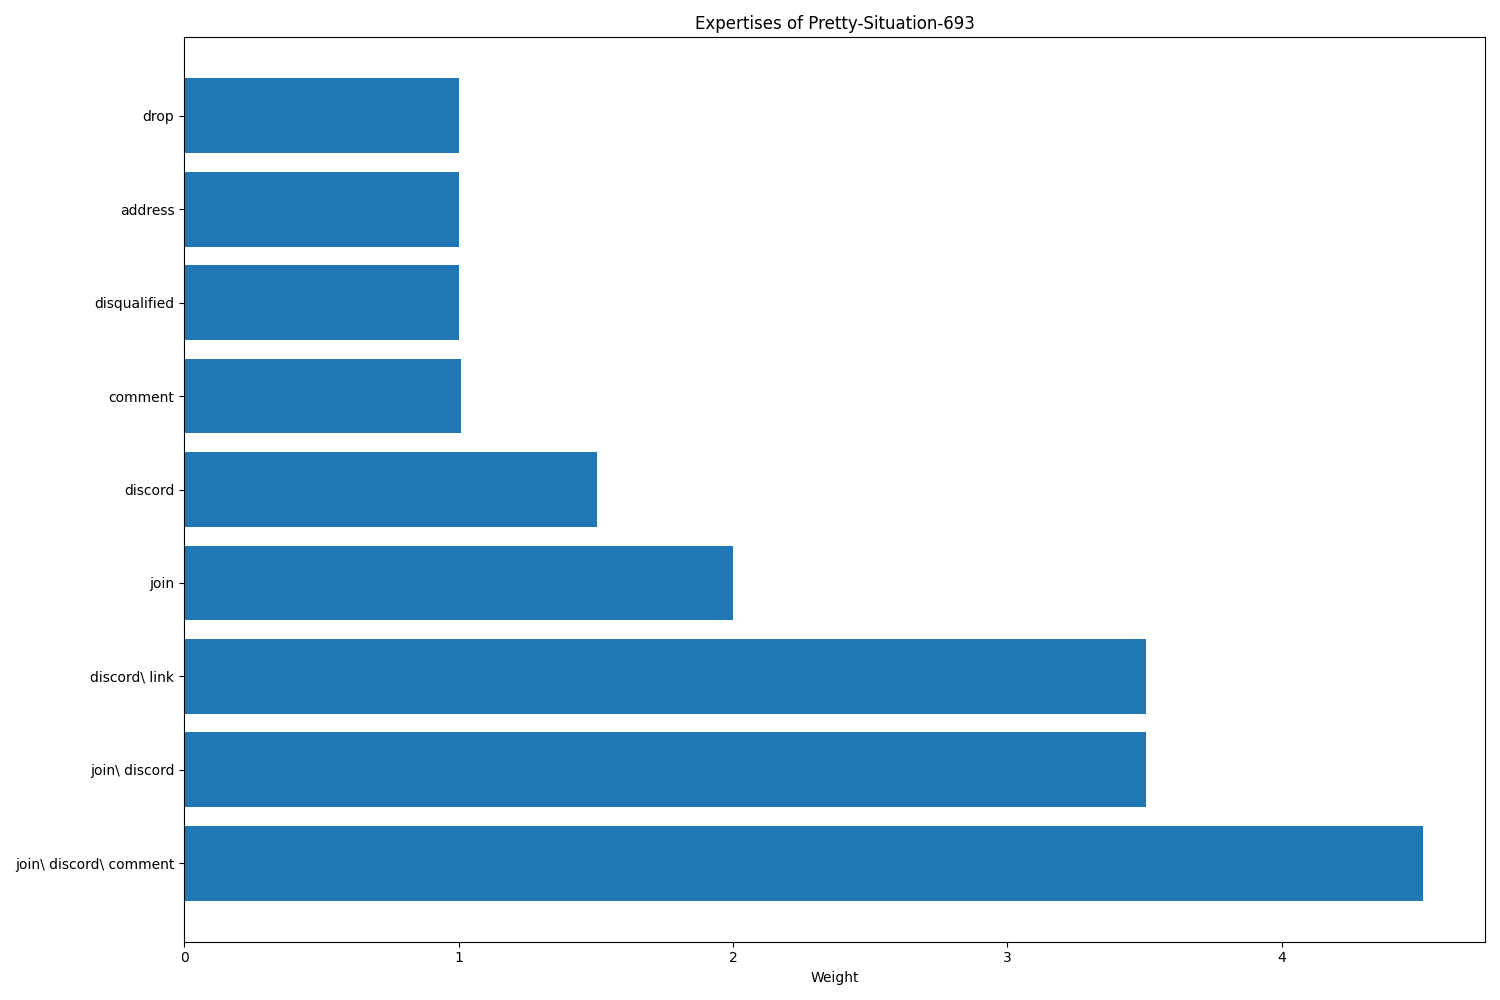 Expertises of Pretty-Situation-693
drop
address
disqualified
comment
discord
join
discord\ link
join\ discord
join\ discord\ comment
0 1 2 3 4
Weight